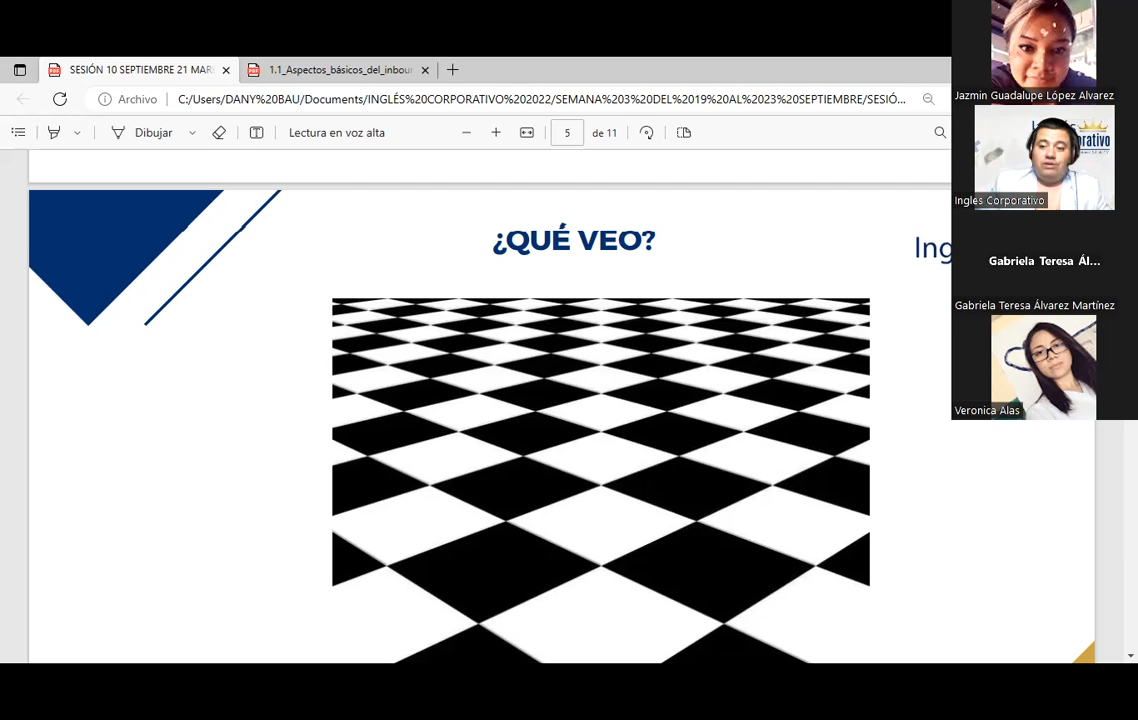 SESIÓN 10 SEPTIEMBRE 21 MAR
1.1_Aspectos_básicos_del_inbour
Archivo
C:/Users/DANY%20BAU/Documents/INGLÉS%20CORPORATIVO%202022/SEMANA%203%20DEL%2019%20AL%2023%20SEPTIEMBRE/SESIÓ...
Dibujar
Lectura en voz alta
5
de 11
¿QUÉ VEO?
Ing
Jazmin Guadalupe López Alvarez
orativo
Ingles Corporativo
Gabriela Teresa Ál...
Gabriela Teresa Álvarez Martínez
Veronica Alas